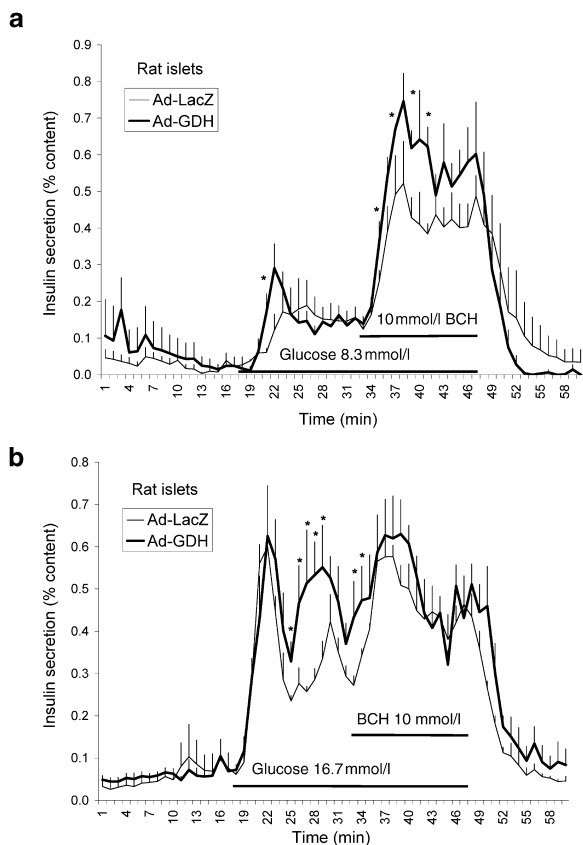 a
Rat islets
Ad-LacZ
Ad-GDH
Insulin secretion (% content)
0.9
0.8
0.7
0.6
0.5
0.4
0.3
0.2
0.1
0.0
* * * * *
10 mmol/l BCH
Glucose 8.3 mmol/l
1 4 7 10 13 16 19 22 25 28 31 34 37 40 43 46 49 52 55 58
Time (min)
b
Rat islets
Ad-LacZ
Ad-GDH
Insulin secretion (% content)
0.8
0.7
0.6
0.5
0.4
0.3
0.2
0.1
0.0
* * * * * * *
BCH 10 mmol/l
Glucose 16.7 mmol/l
1 4 7 10 13 16 19 22 25 28 31 34 37 40 43 46 49 52 55 58
Time (min)